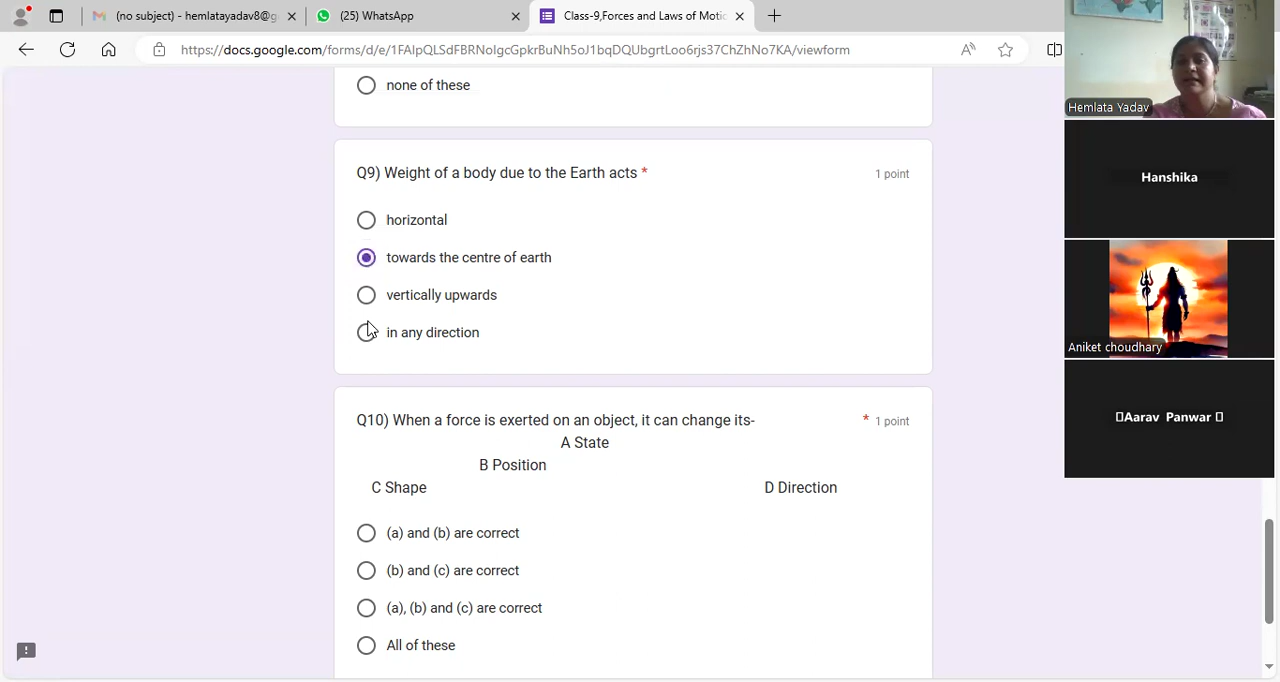 (no subject) - hemlatayadav8@g
(25) WhatsApp
Class-9,Forces and Laws of Motio
https://docs.google.com/forms/d/e/1FAIpQLSdFBRNoIgcGpkrBuNh5oJ1bqDQUbgrtLoo6rjs37ChZhNo7KA/viewform
none of these
Q9) Weight of a body due to the Earth acts *
1 point
horizontal
towards the centre of earth
vertically upwards
in any direction
Q10) When a force is exerted on an object, it can change its-
* 1 point
A State
B Position
C Shape D Direction
(a) and (b) are correct
(b) and (c) are correct
(a), (b) and (c) are correct
All of these
Hemlata Yadav
Hanshika
Aniket choudhary
Aarav Panwar